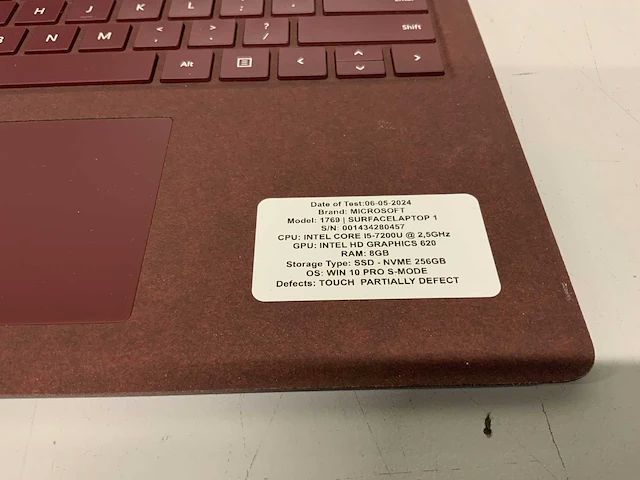 H J K L
B N M < , > . ? / Shift
Alt < >
Date of Test:06-05-2024
Brand: MICROSOFT
Model: 1769 | SURFACELAPTOP 1
S/N: 001434280457
CPU: INTEL CORE I5-7200U @ 2,5GHz
GPU: INTEL HD GRAPHICS 620
RAM: 8GB
Storage Type: SSD - NVME 256GB
OS: WIN 10 PRO S-MODE
Defects: TOUCH PARTIALLY DEFECT